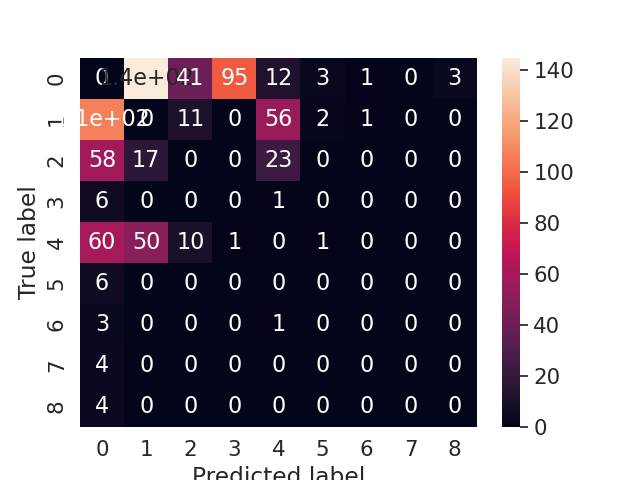 0 1.4e+02 41 95 12 3 1 0 3
1 1.1e+02 0 11 0 56 2 1 0 0
2 58 17 0 0 23 0 0 0 0
3 6 0 0 0 1 0 0 0 0
4 60 50 10 1 0 1 0 0 0
5 6 0 0 0 0 0 0 0 0
6 3 0 0 0 1 0 0 0 0
7 4 0 0 0 0 0 0 0 0
8 4 0 0 0 0 0 0 0 0
0 1 2 3 4 5 6 7 8
Predicted label
True label
140
120
100
80
60
40
20
0